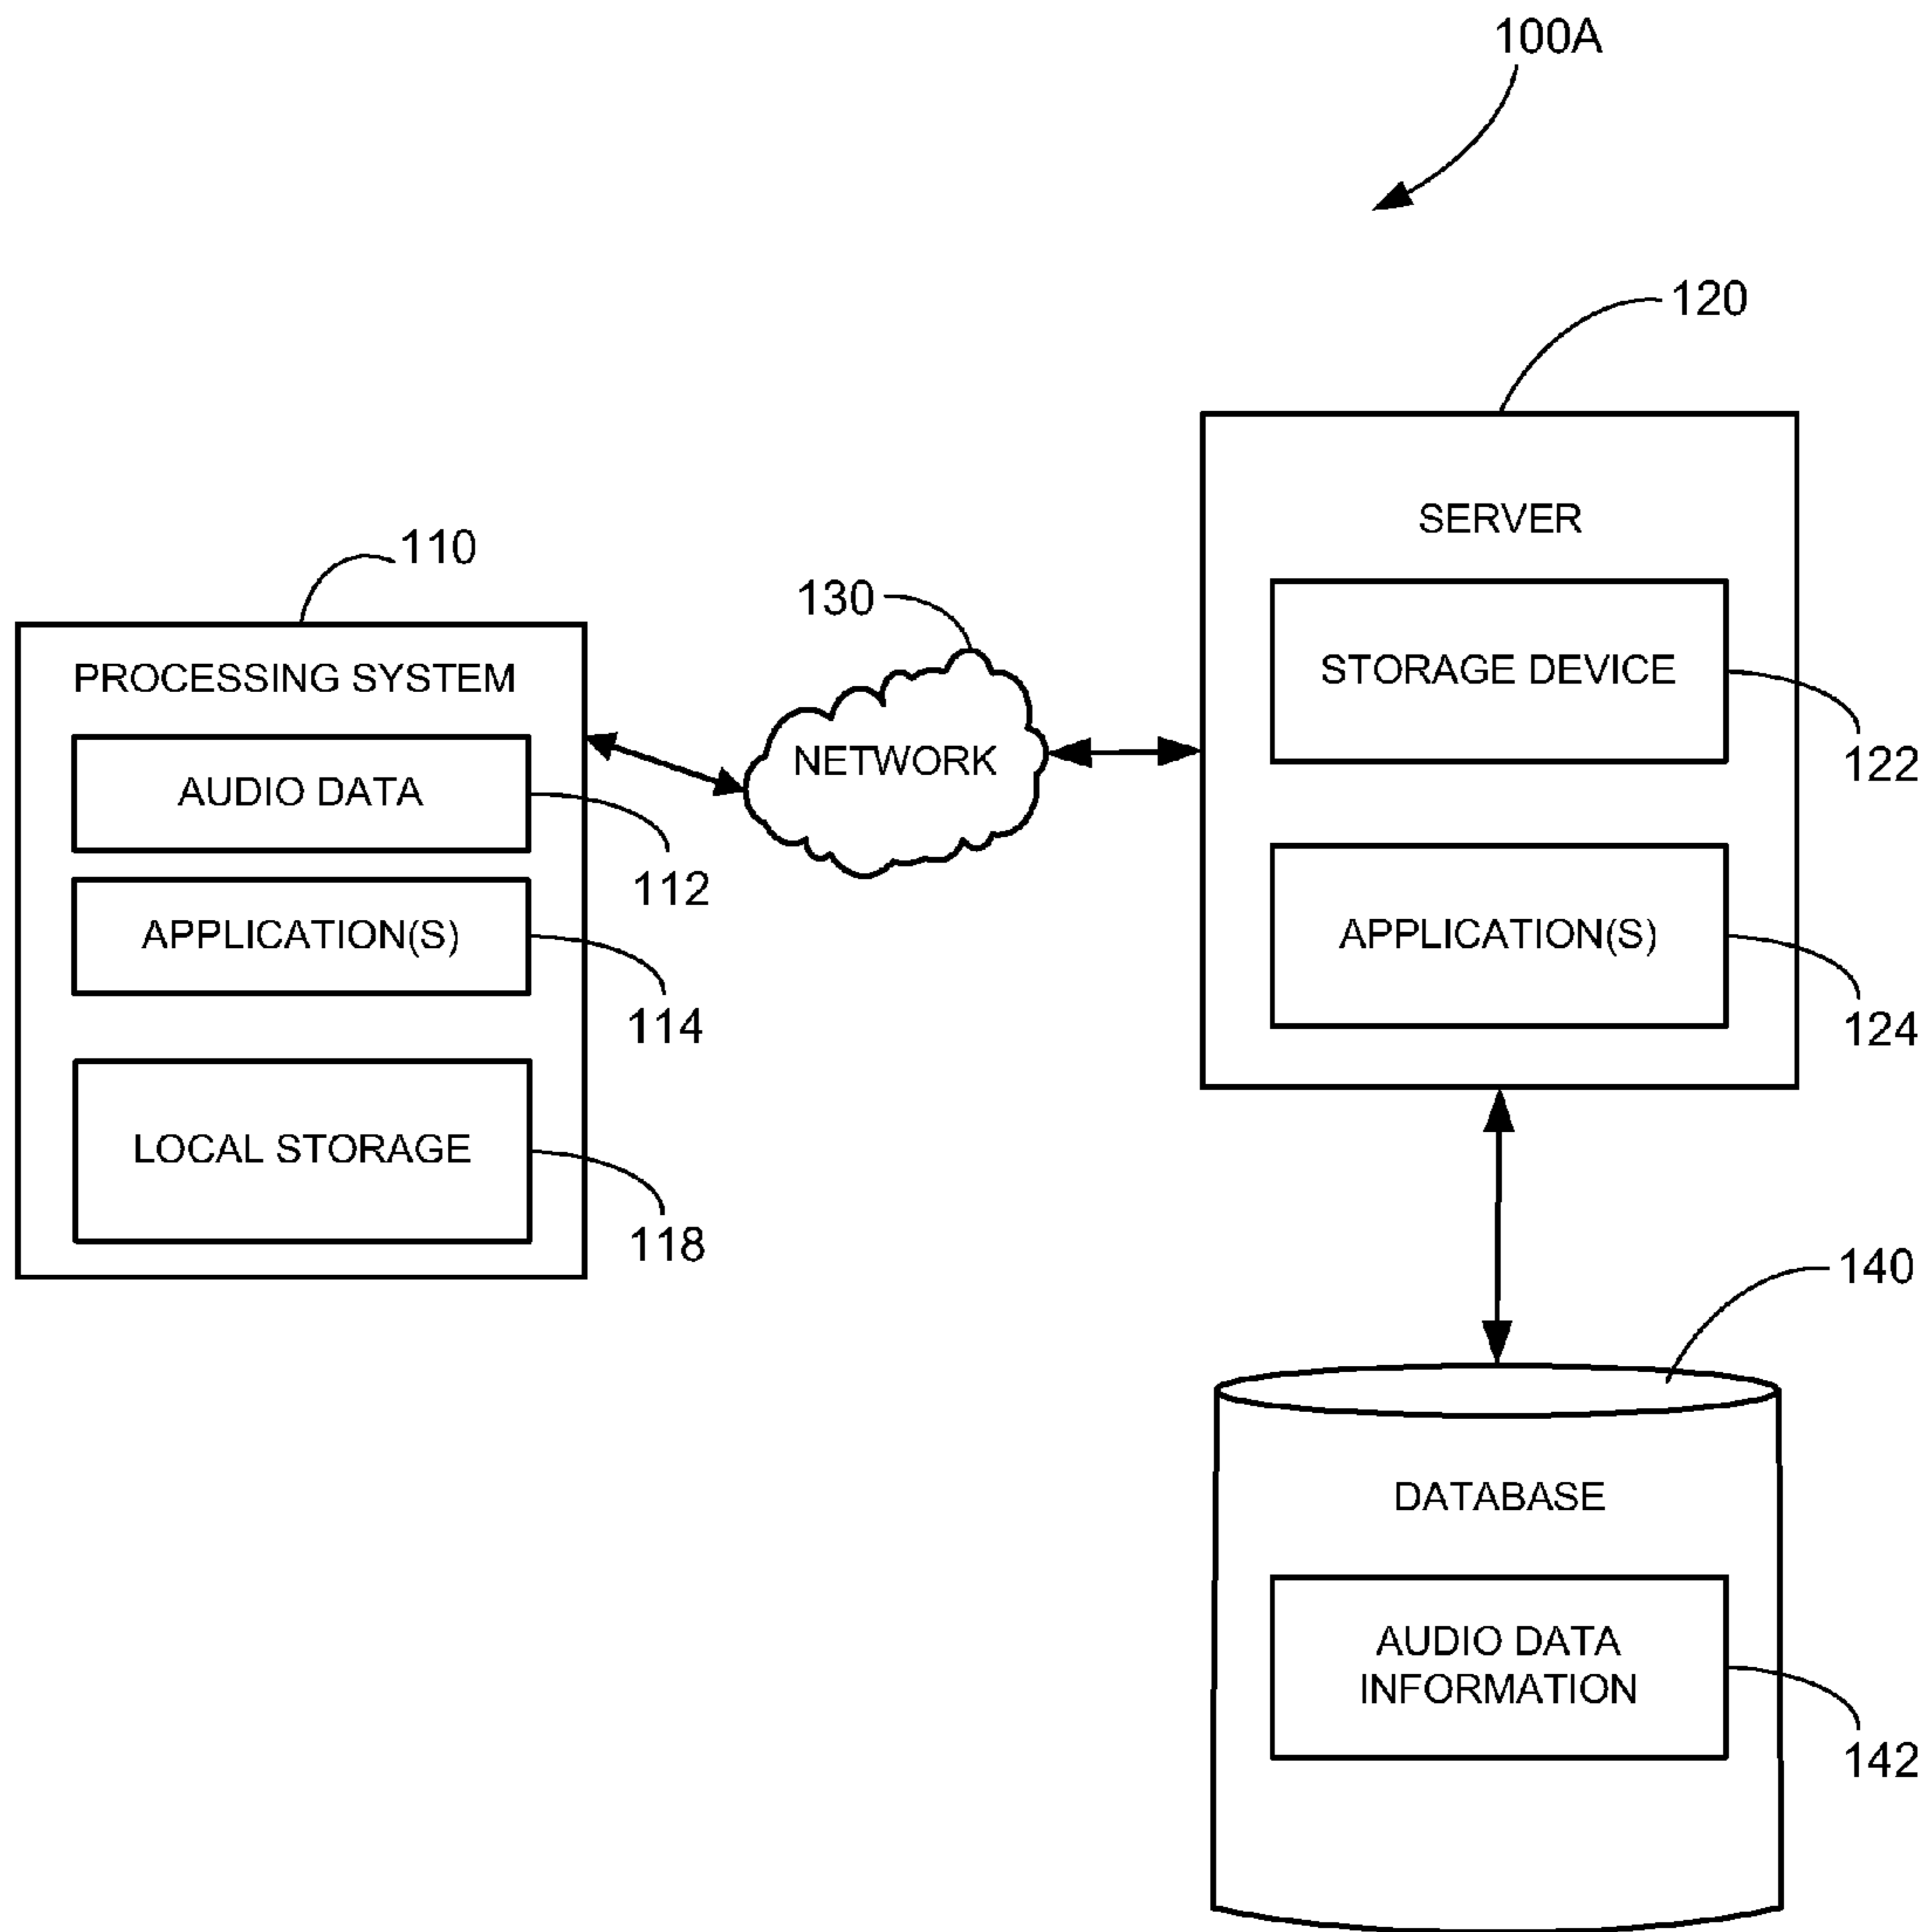 100A
120
SERVER
STORAGE DEVICE
122
APPLICATION(S)
124
110
PROCESSING SYSTEM
AUDIO DATA
112
APPLICATION(S)
114
LOCAL STORAGE
118
130
NETWORK
140
DATABASE
AUDIO DATA
INFORMATION
142